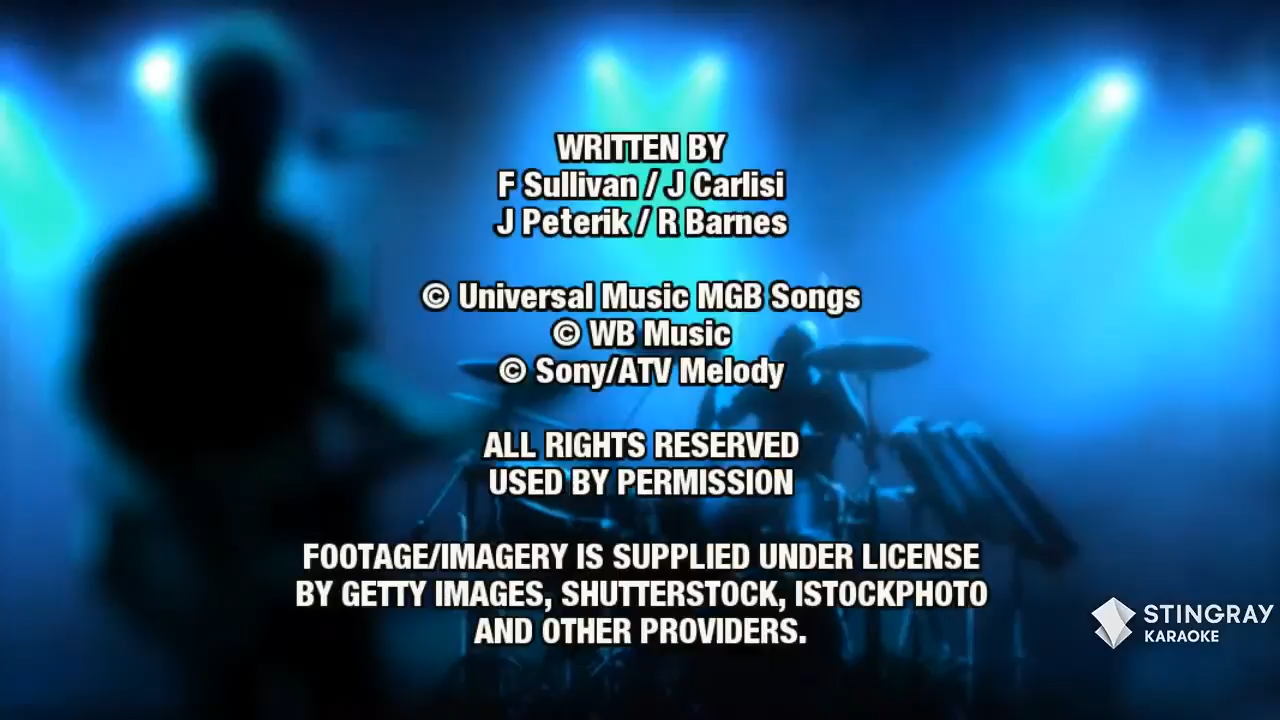 WRITTEN BY
F Sullivan / J Carlisi
J Peterik / R Barnes
© Universal Music MGB Songs
© WB Music
© Sony/ATV Melody
ALL RIGHTS RESERVED
USED BY PERMISSION
FOOTAGE/IMAGERY IS SUPPLIED UNDER LICENSE
BY GETTY IMAGES, SHUTTERSTOCK, ISTOCKPHOTO
AND OTHER PROVIDERS.
STINGRAY
KARAOKE